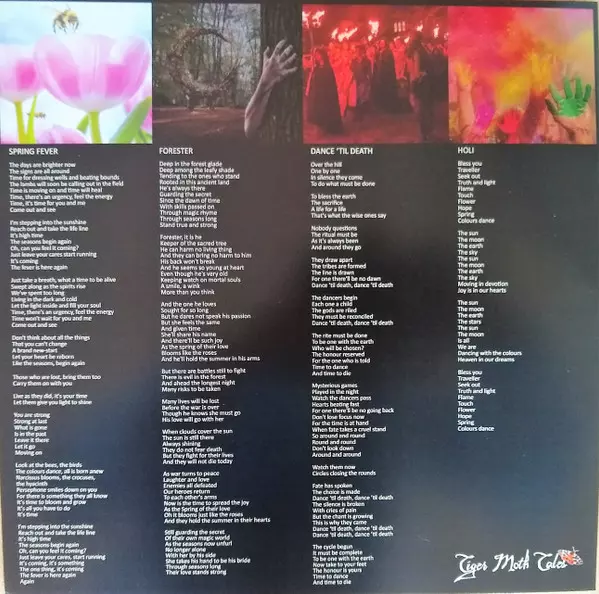 SPRING FEVER
The days are brighter now
The signs are all around
Time for dressing wells and beating bounds
The lambs will soon be calling out in the field
Time is moving on and time will heal
Time, there's an urgency, feel the energy
Time, it's time for you and me
Come out and see
I'm stepping into the sunshine
Reach out and take the life line
It's high time
The seasons begin again
Oh, can you feel it coming?
Just leave your cares start running
It's coming
The fever is here again
Just take a breath, what a time to be alive
Swept along as the spirits rise
We've spent too long
Living in the dark and cold
Let the light inside and fill your soul
Time, there's an urgency, feel the energy
Time won't wait for you and me
Come out and see
Don't think about all the things
That you can't change
A brand new-start
Let your heart be reborn
Like the seasons, begin again
Those who are lost, bring them too
Carry them on with you
Live as they did, it's your time
Let them give you light to shine
You are strong
Strong at last
What is gone
Is in the past
Leave it there
Let it go
Moving on
Look at the bees, the birds
The colours dance, all is born anew
Narcissus blooms, the crocuses,
the hyacinth
Persephone smiles down on you
For there is something they all know
It's time to bloom and grow
It's all you have to do
It's time
I'm stepping into the sunshine
Reach out and take the life line
It's high time
The seasons begin again
Oh, can you feel it coming?
Just leave your cares, start running
It's coming, it's something
The one thing, it's coming
The fever is here again
Again
FORESTER
Deep in the forest glade
Deep among the leafy shade
Tending to the ones who stand
Rooted in this ancient land
He's always there
Guarding the secret
Since the dawn of time
With skills passed on
Through magic rhyme
Through seasons long
Stand true and strong
Forester, it is he
Keeper of the sacred tree
He can harm no living thing
And they can bring no harm to him
His back won't break
And he seems so young at heart
Even though he's very old
Keeping watch on mortal souls
A smile, a wink
More than you think
And the one he loves
Sought for so long
But he dares not speak his passion
But she feels the same
And given time
She'll share his name
And there'll be such joy
As the spring of their love
Blooms like the roses
And he'll hold the summer in his arms
But there are battles still to fight
There is evil in the forest
And ahead the longest night
Many risks to be taken
Many lives will be lost
Before the war is over
Though he knows she must go
His love will go with her
When clouds cover the sun
The sun is still there
Always shining
They do not fear death
But they fight for their lives
And they will not die today
As war turns to peace
Laughter and love
Enemies all defeated
Our heroes return
To each other's arms
Now is the time to spread the joy
As the Spring of their love
Oh it blooms just like the roses
And they hold the summer in their hearts
Still guarding the secret
Of their own magic world
As the seasons now unfurl
No longer alone
With her by his side
She takes his hand to be his bride
Through seasons long
Their love stands strong
DANCE 'TIL DEATH
Over the hill
One by one
In silence they come
To do what must be done
To bless the earth
The sacrifice
A life for a life
That's what the wise ones say
Nobody questions
The ritual must be
As it's always been
And around they go
They draw apart
The tribes are formed
The line is drawn
For one there'll be no dawn
Dance 'til death, dance 'til death
The dancers begin
Each one a child
The gods are riled
They must be reconciled
Dance 'til death, dance 'til death
The rite must be done
To be one with the earth
Who will be chosen?
The honour reserved
For the one who is told
Time to dance
And time to die
Mysterious games
Played in the night
Watch the dancers pass
Hearts beating fast
For one there'll be no going back
Don't lose focus now
For the time is at hand
When fate takes a cruel stand
So around and round
Round and round
Don't look down
Around and around
Watch them now
Circles closing the rounds
Fate has spoken
The choice is made
Dance 'til death, dance 'til death
The silence is broken
With cries of pain
But the chant is growing
This is why they came
Dance 'til death, dance 'til death
Dance 'til death, dance 'til death
The cycle begun
It must be complete
To be one with the earth
Now take to your feet
The honour is yours
Time to dance
And time to die
HOLI
Bless you
Traveller
Seek out
Truth and light
Flame
Touch
Flower
Hope
Spring
Colours dance
The sun
The moon
The earth
The sky
The sun
The moon
The earth
The sky
Moving in devotion
Joy is in our hearts
The sun
The moon
The earth
The stars
The sun
The moon
Is all
We are
Dancing with the colours
Heaven in our dreams
Bless you
Traveller
Seek out
Truth and light
Flame
Touch
Flower
Hope
Spring
Colours dance
Tiger Moth Tales